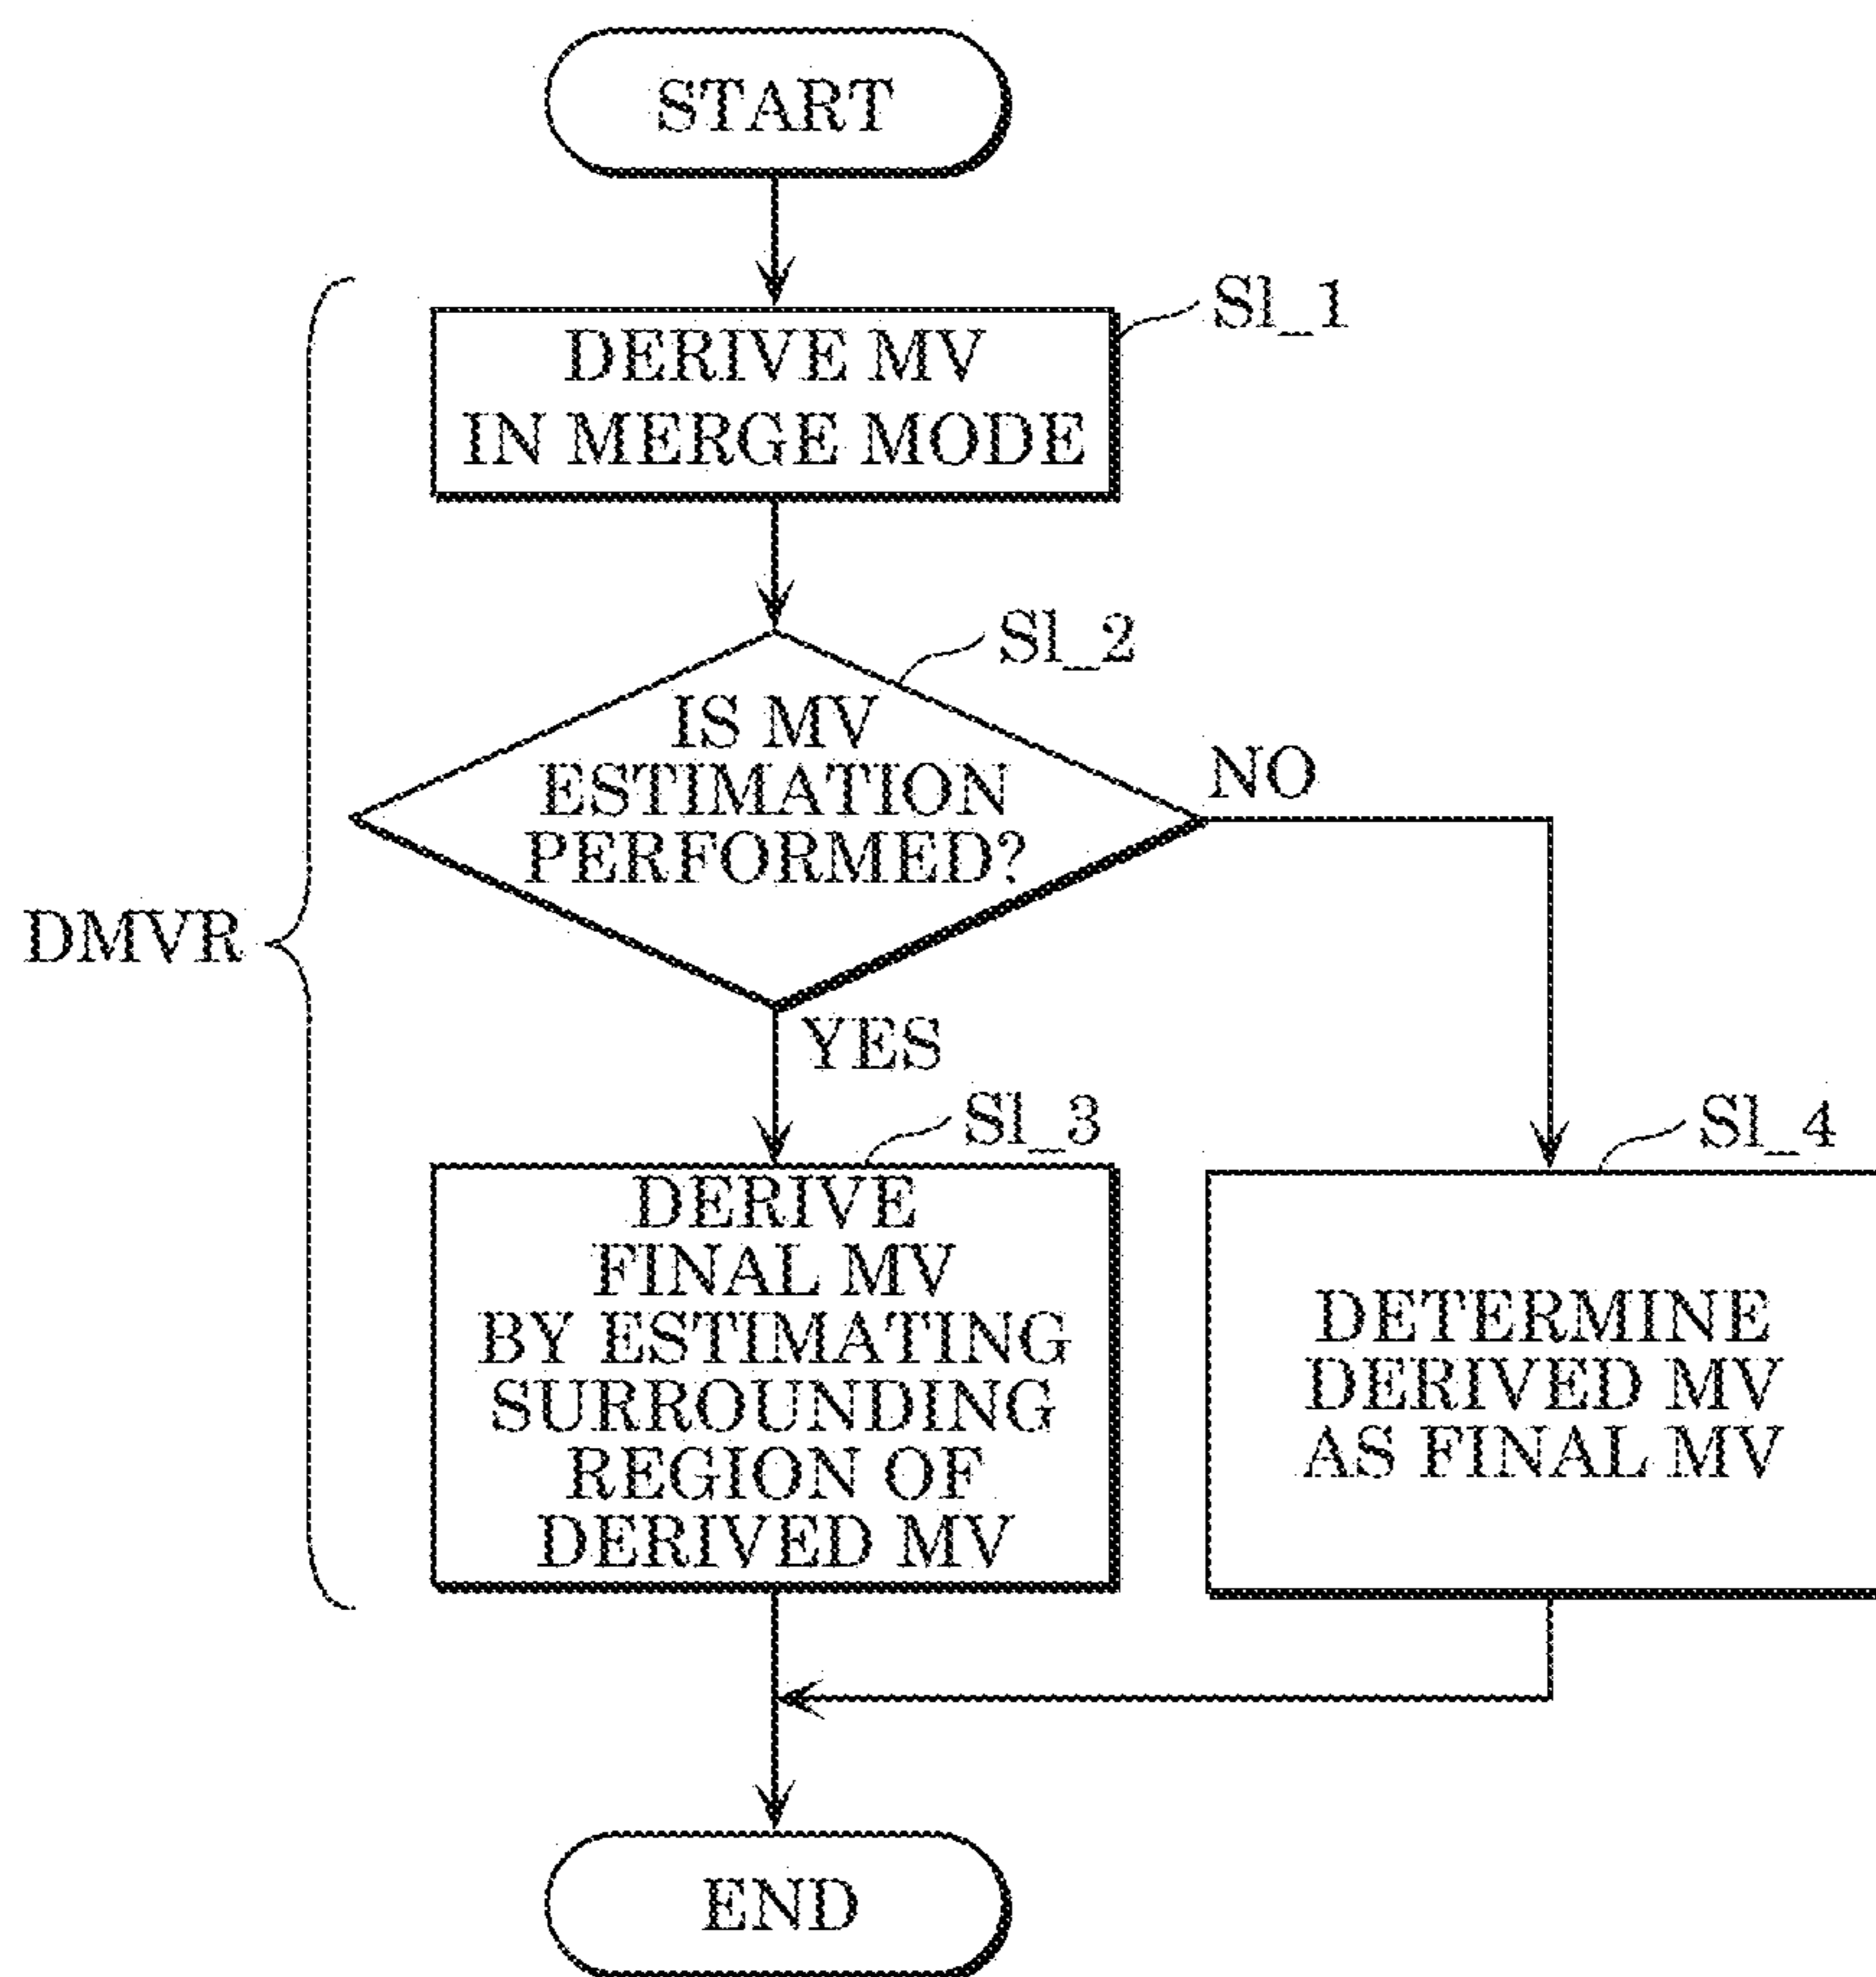 START
Sl_1
DERIVE MV
IN MERGE MODE
Sl_2
IS MV
ESTIMATION
PERFORMED?
NO
DMVR
YES
Sl_3
DERIVE
FINAL MV
BY ESTIMATING
SURROUNDING
REGION OF
DERIVED MV
Sl_4
DETERMINE
DERIVED MV
AS FINAL MV
END